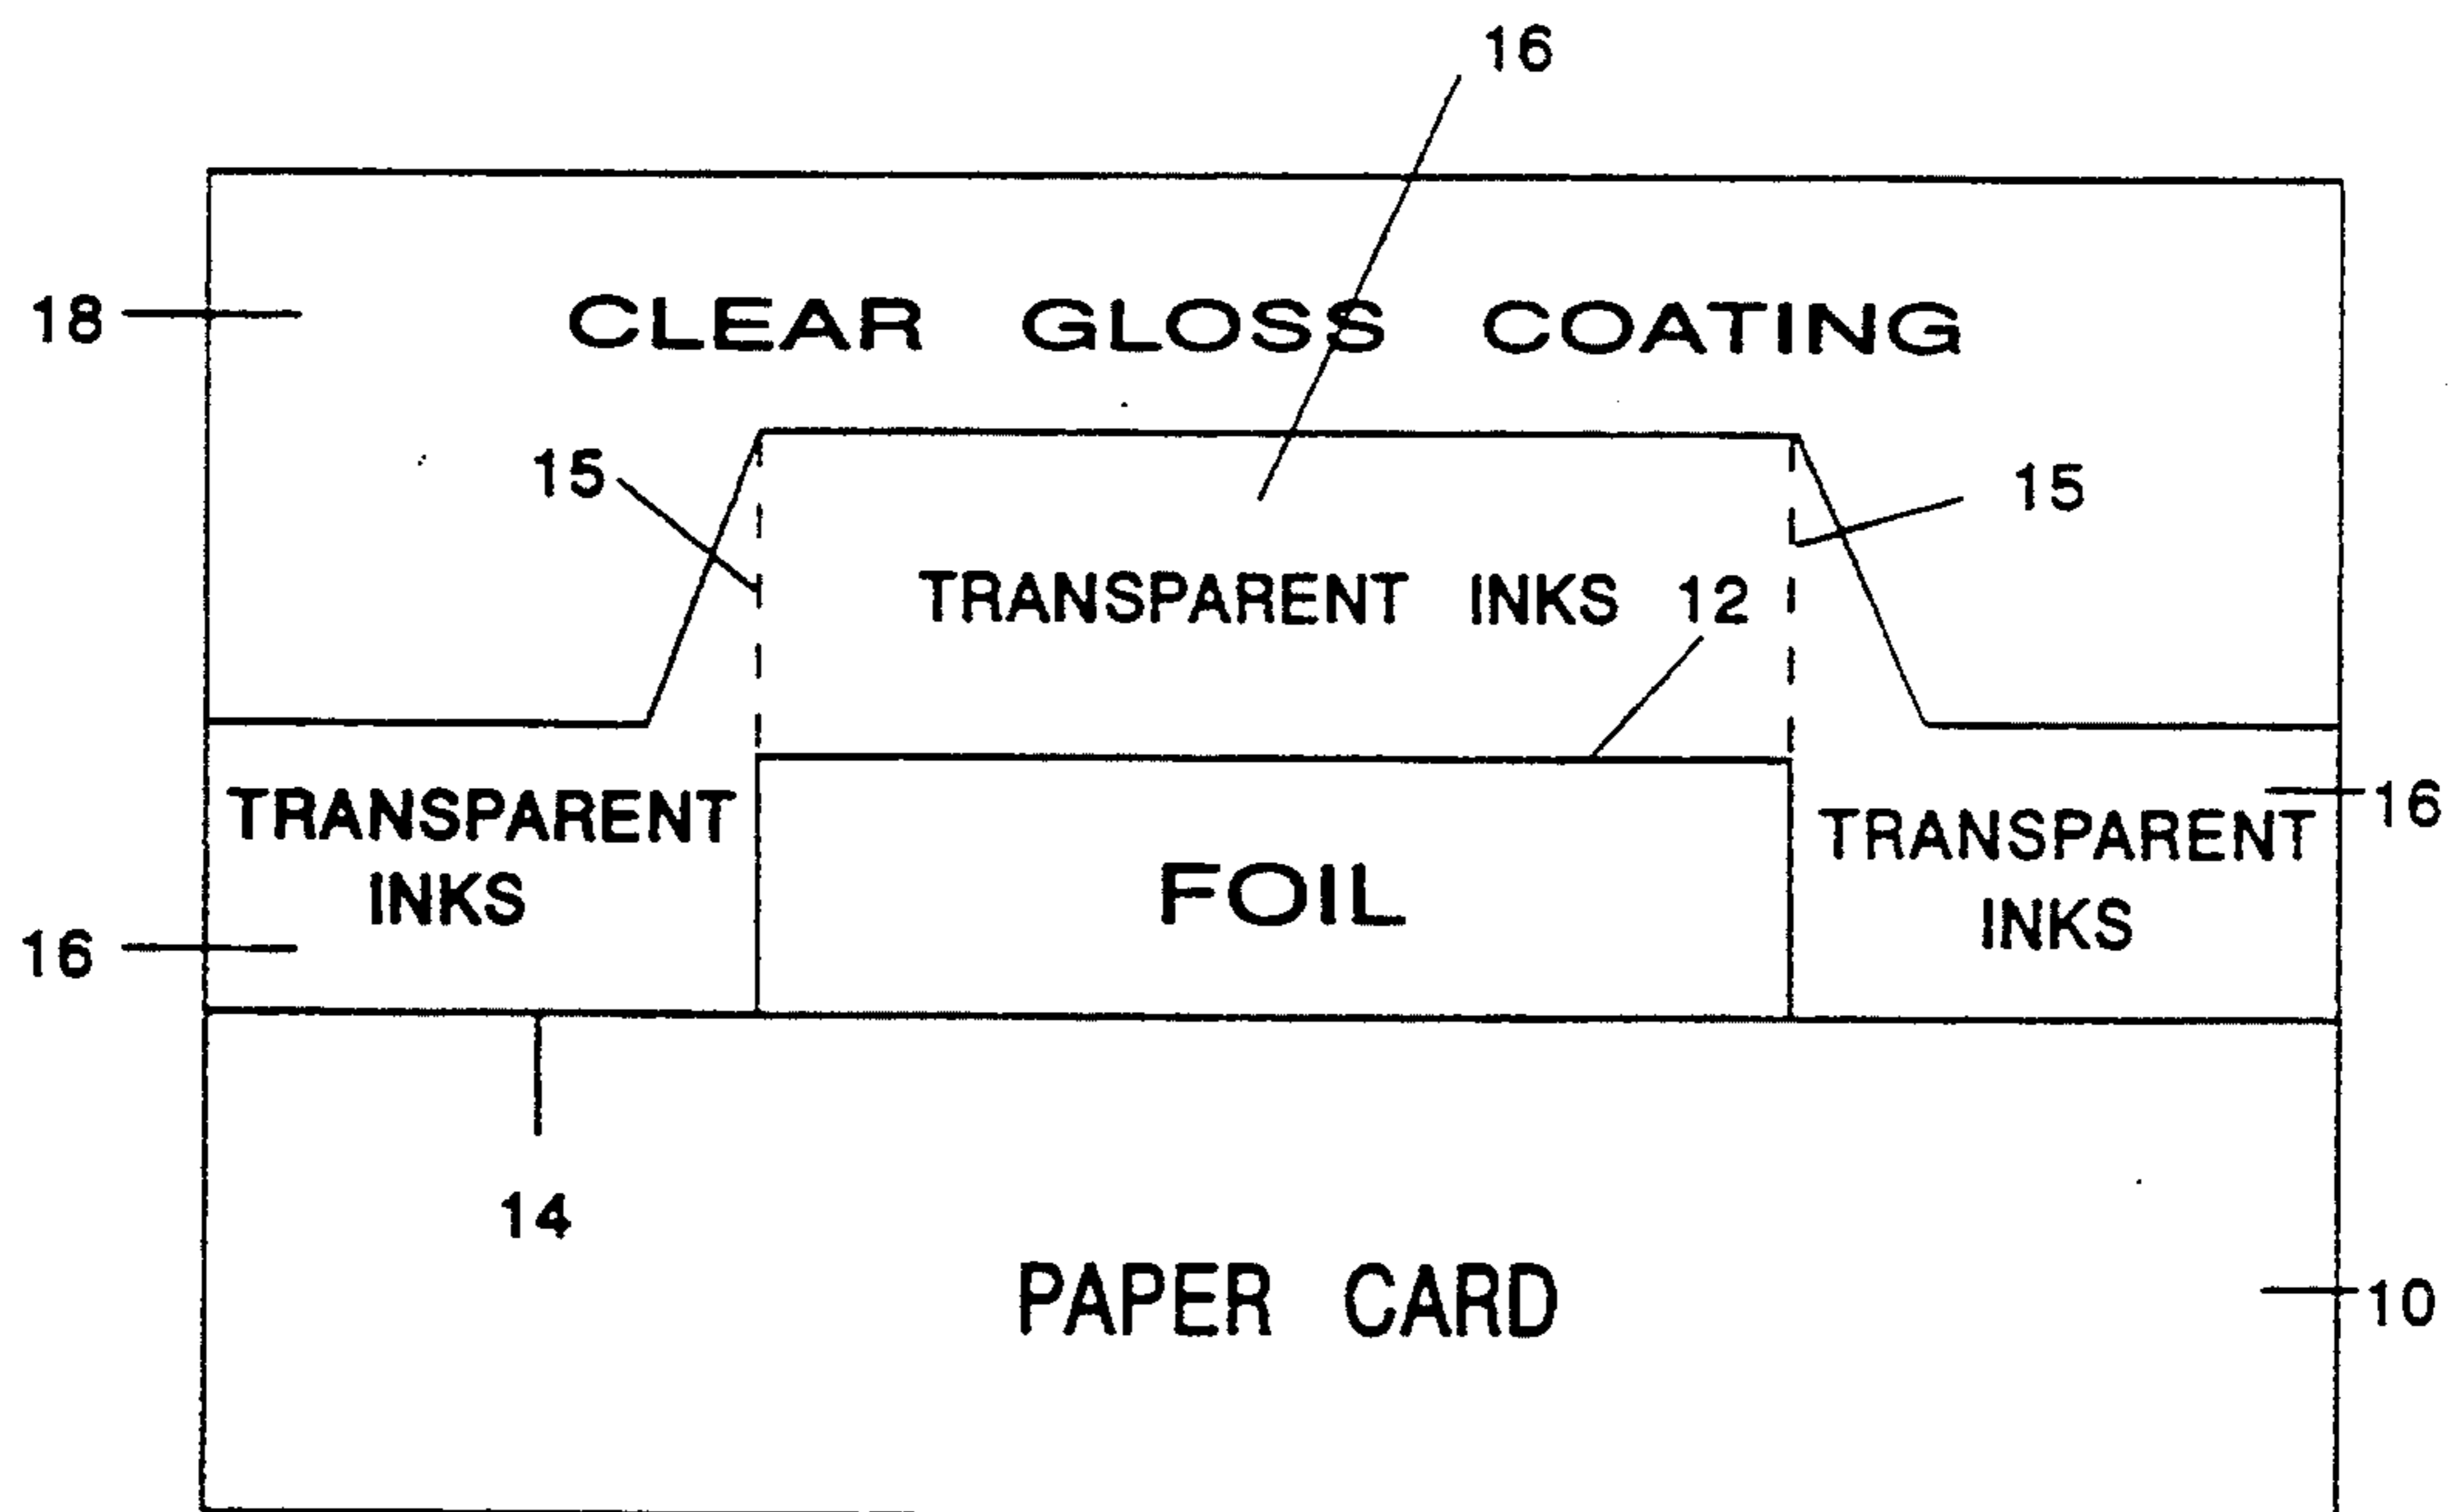 16
18 CLEAR GLOSS COATING
15 15
TRANSPARENT INKS 12
TRANSPARENT TRANSPARENT 16
INKS FOIL INKS
16
14
PAPER CARD 10